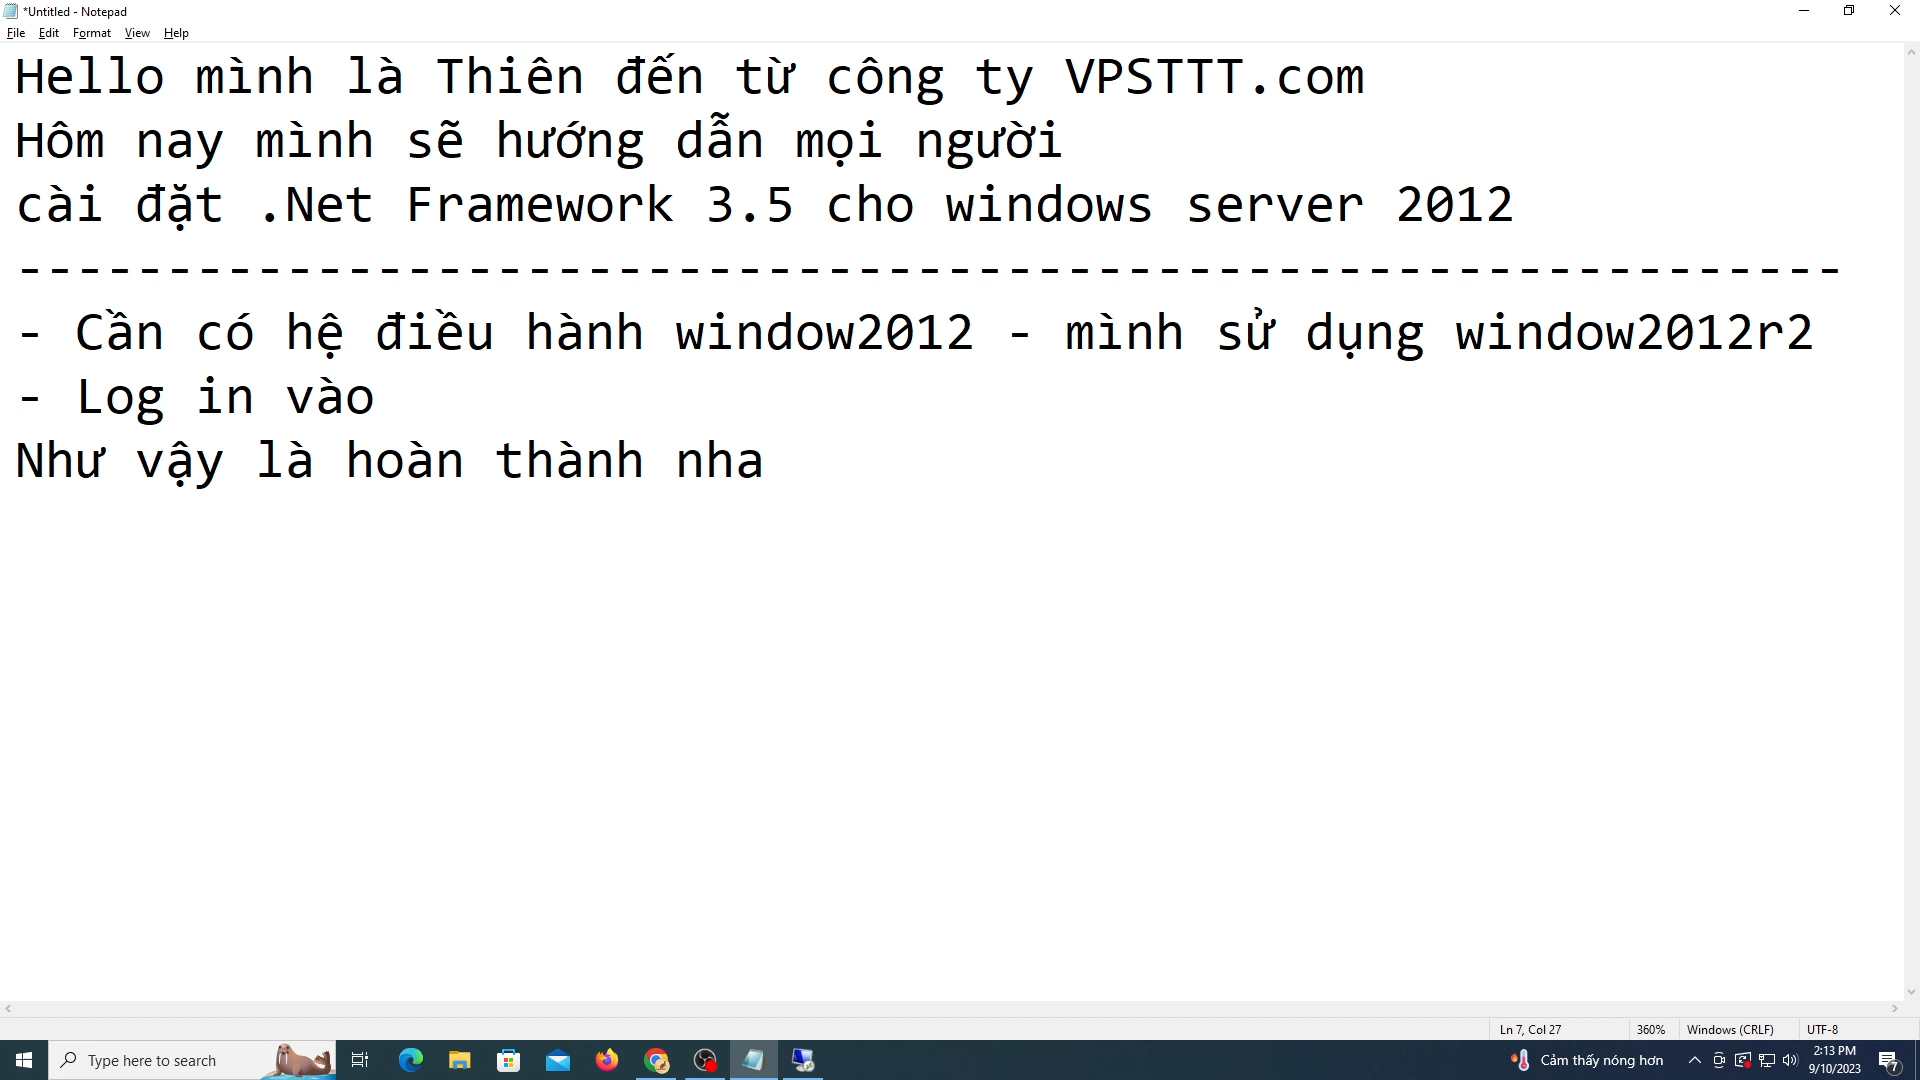 *Untitled - Notepad
File Edit Format View Help
Hello mình là Thiên đến từ công ty VPSTTT.com
Hôm nay mình sẽ hướng dẫn mọi người
cài đặt .Net Framework 3.5 cho windows server 2012
-------------------------------------------------------------
- Cần có hệ điều hành window2012 - mình sử dụng window2012r2
- Log in vào
Như vậy là hoàn thành nha
Ln 7, Col 27 360% Windows (CRLF) UTF-8
Type here to search Cảm thấy nóng hơn 2:13 PM
9/10/2023 7